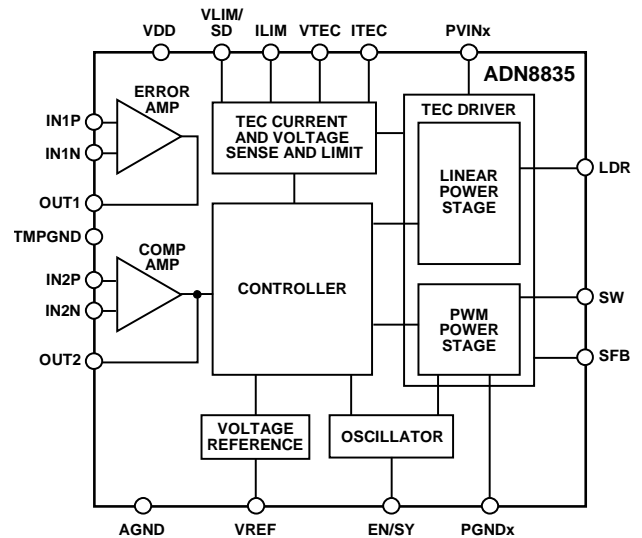 VLIM/
SD
VDD
ILIM
VTEC
ITEC
PVINx
ADN8835
ERROR
AMP
IN1P
IN1N
OUT1
TMPGND
TEC CURRENT
AND VOLTAGE
SENSE AND LIMIT
TEC DRIVER
LINEAR
POWER
STAGE
LDR
COMP
AMP
IN2P
IN2N
OUT2
CONTROLLER
PWM
POWER
STAGE
SW
SFB
VOLTAGE
REFERENCE
OSCILLATOR
AGND
VREF
EN/SY
PGNDx